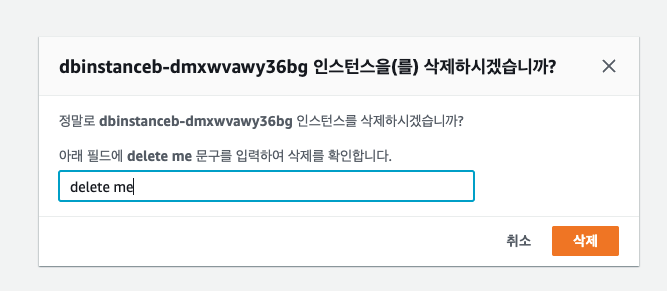 dbinstanceb-dmxwvawy36bg 인스턴스을(를) 삭제하시겠습니까?
정말로 dbinstanceb-dmxwvawy36bg 인스턴스를 삭제하시겠습니까?
아래 필드에 delete me 문구를 입력하여 삭제를 확인합니다.
delete me
취소 삭제